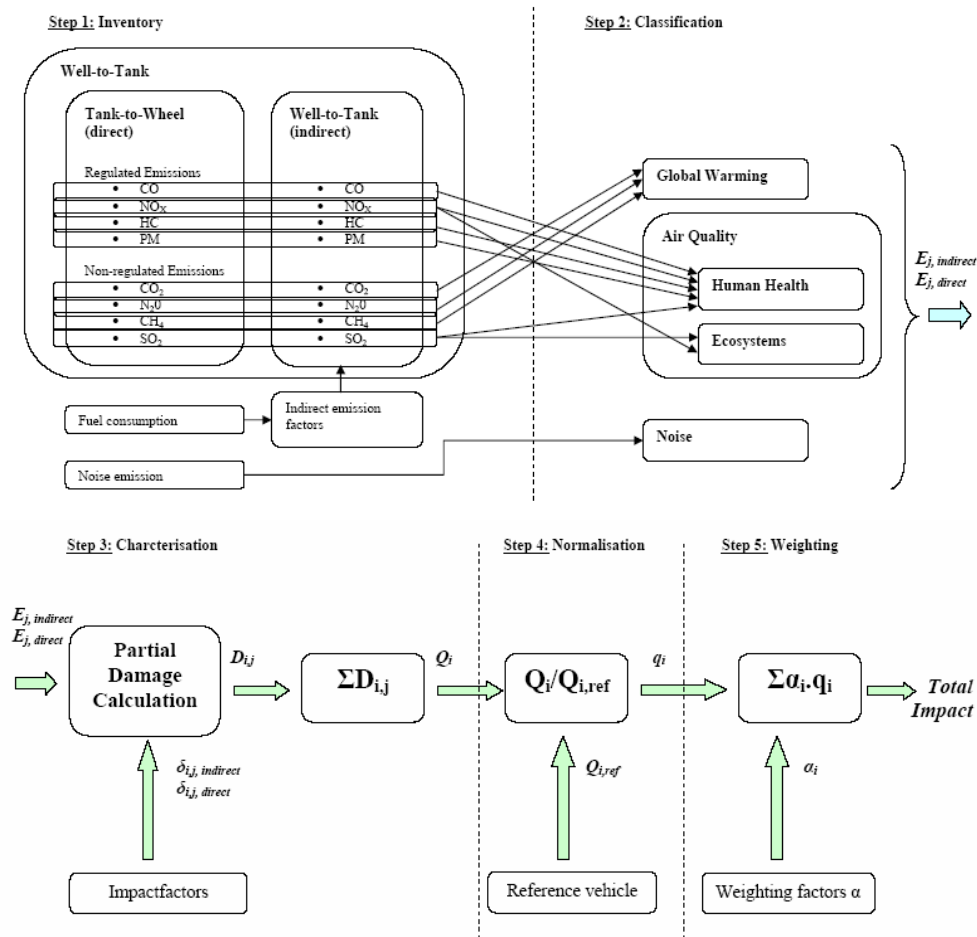 Step 1: Inventory
Step 2: Classification
Well-to-Tank
Tank-to-Wheel
(direct)
Well-to-Tank
(indirect)
Regulated Emissions
• CO • CO
• NOX • NOX
• HC • HC
• PM • PM
Non-regulated Emissions
• CO2 • CO2
• N20 • N20
• CH4 • CH4
• SO2 • SO2
Fuel consumption
Indirect emission
factors
Noise emission
Global Warming
Air Quality
Human Health
Ecosystems
Noise
Ej, indirect
Ej, direct
Step 3: Charcterisation
Step 4: Normalisation
Step 5: Weighting
Ej, indirect
Ej, direct
Partial
Damage
Calculation
Di,j
ΣDi,j
Qi
Qi/Qi,ref
qi
Σαi.qi
Total
Impact
δi,j, indirect
δi,j, direct
Qi,ref
αi
Impactfactors
Reference vehicle
Weighting factors α